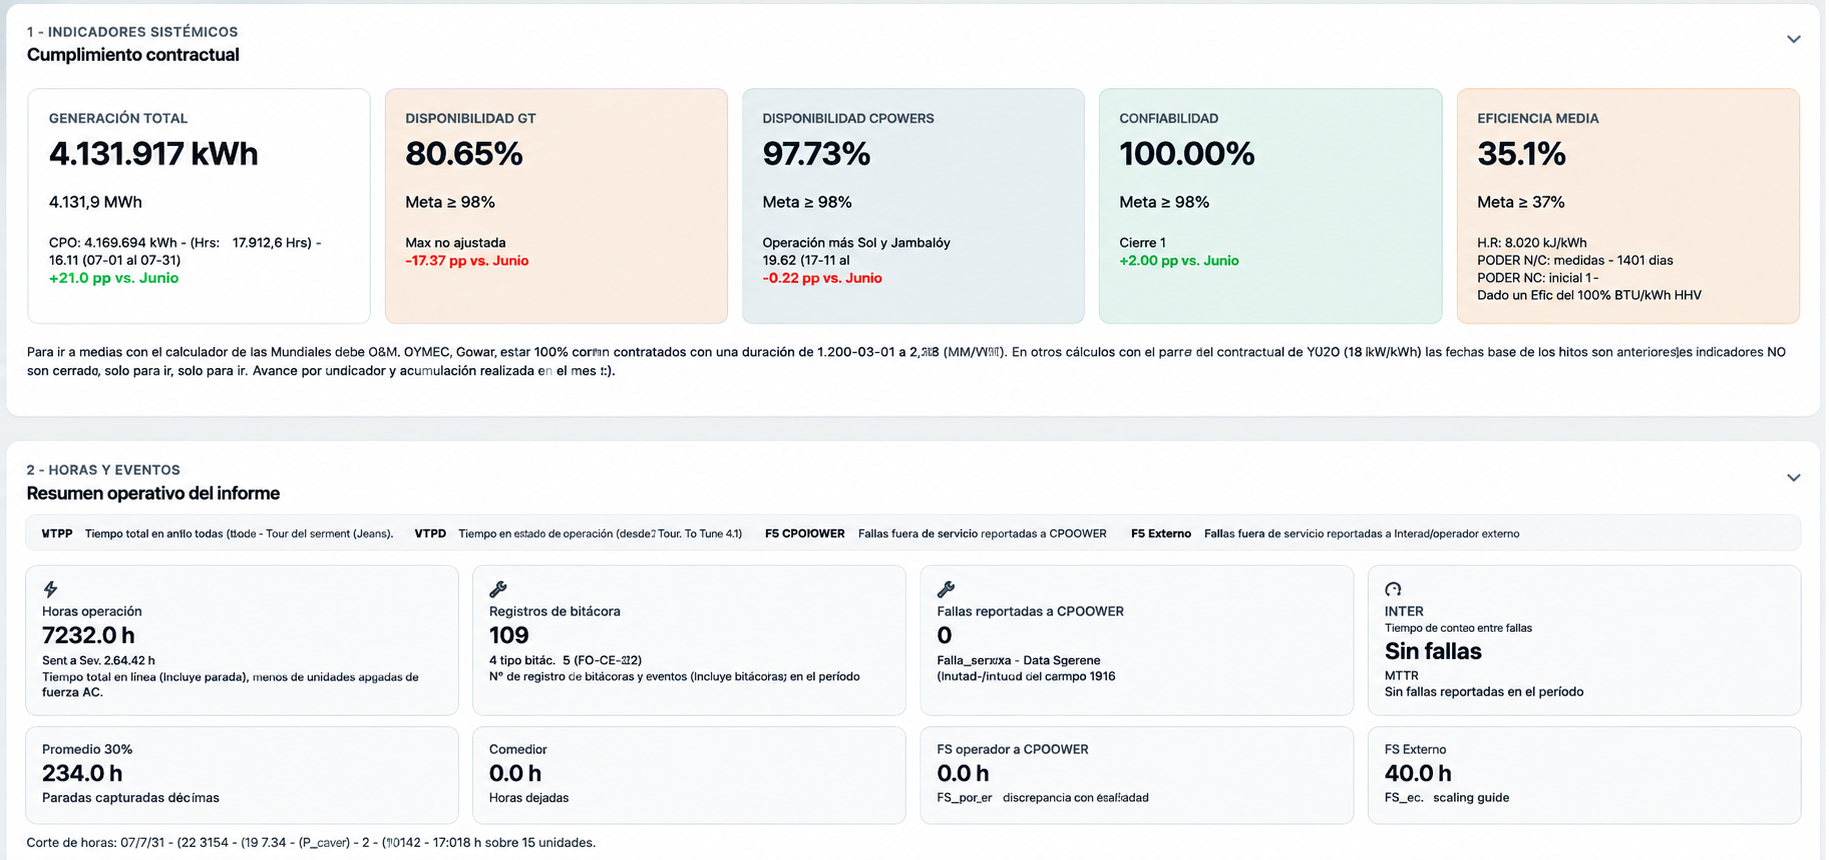 1 - INDICADORES SISTÉMICOS
Cumplimiento contractual
GENERACIÓN TOTAL
4.131.917 kWh
4.131,9 MWh
CPO: 4.169.694 kWh - (Hrs: 17.912,6 Hrs) -
16.11 (07-01 al 07-31)
+21.0 pp vs. Junio
DISPONIBILIDAD GT
80.65%
Meta ≥ 98%
Max no ajustada
-17.37 pp vs. Junio
DISPONIBILIDAD CPOWERS
97.73%
Meta ≥ 98%
Operación más Sol y Jambalóy
19.62 (17-11 al
-0.22 pp vs. Junio
CONFIABILIDAD
100.00%
Meta ≥ 98%
Cierre 1
+2.00 pp vs. Junio
EFICIENCIA MEDIA
35.1%
Meta ≥ 37%
H.R: 8.020 kJ/kWh
PODER N/C: medidas - 1401 dias
PODER NC: inicial 1-
Dado un Efic del 100% BTU/kWh HHV
Para ir a medias con el calculador de las Mundiales debe O&M. OYMEC, Gowar, estar 100% contratados con una duración de 1.200-03-01 a En otros cálculos con el parre del contractual de (18 kW/kWh) las fechas base de los hitos son indicadores NO
son cerrado, solo para ir, solo para ir. Avance por undicador y acumulación realizada en el mes
2 - HORAS Y EVENTOS
Resumen operativo del informe
WTPP Tiempo total en todas - Tour del serment (Jeans). VTPD Tiempo en estado de operación (desde Tour. To Tune 4.1) F5 CPOIOWER Fallas fuera de servicio reportadas a CPOOWER F5 Externo Fallas fuera de servicio reportadas a Interad/operador externo
Horas operación
7232.0 h
Sent a Sev. 2.64.42 h
Tiempo total en línea (Incluye parada), menos de unidades apgadas de
fuerza AC.
Registros de bitácora
109
4 tipo bitác. 5
N° de registro de bitácoras y eventos (Incluye bitácoras) en el período
Fallas reportadas a CPOOWER
0
- Data Sgerene
del carmpo 1916
INTER
Tiempo de conteo entre fallas
Sin fallas
MTTR
Sin fallas reportadas en el período
Promedio 30%
234.0 h
Paradas capturadas décimas
Comedior
0.0 h
Horas dejadas
FS operador a CPOOWER
0.0 h
FS_por_er discrepancia con
FS Externo
40.0 h
FS_ec. scaling guide
Corte de horas: 07/7/31 - (22 3154 - (19 7.34 - (P_caver) - 2 - - 17:018 h sobre 15 unidades.